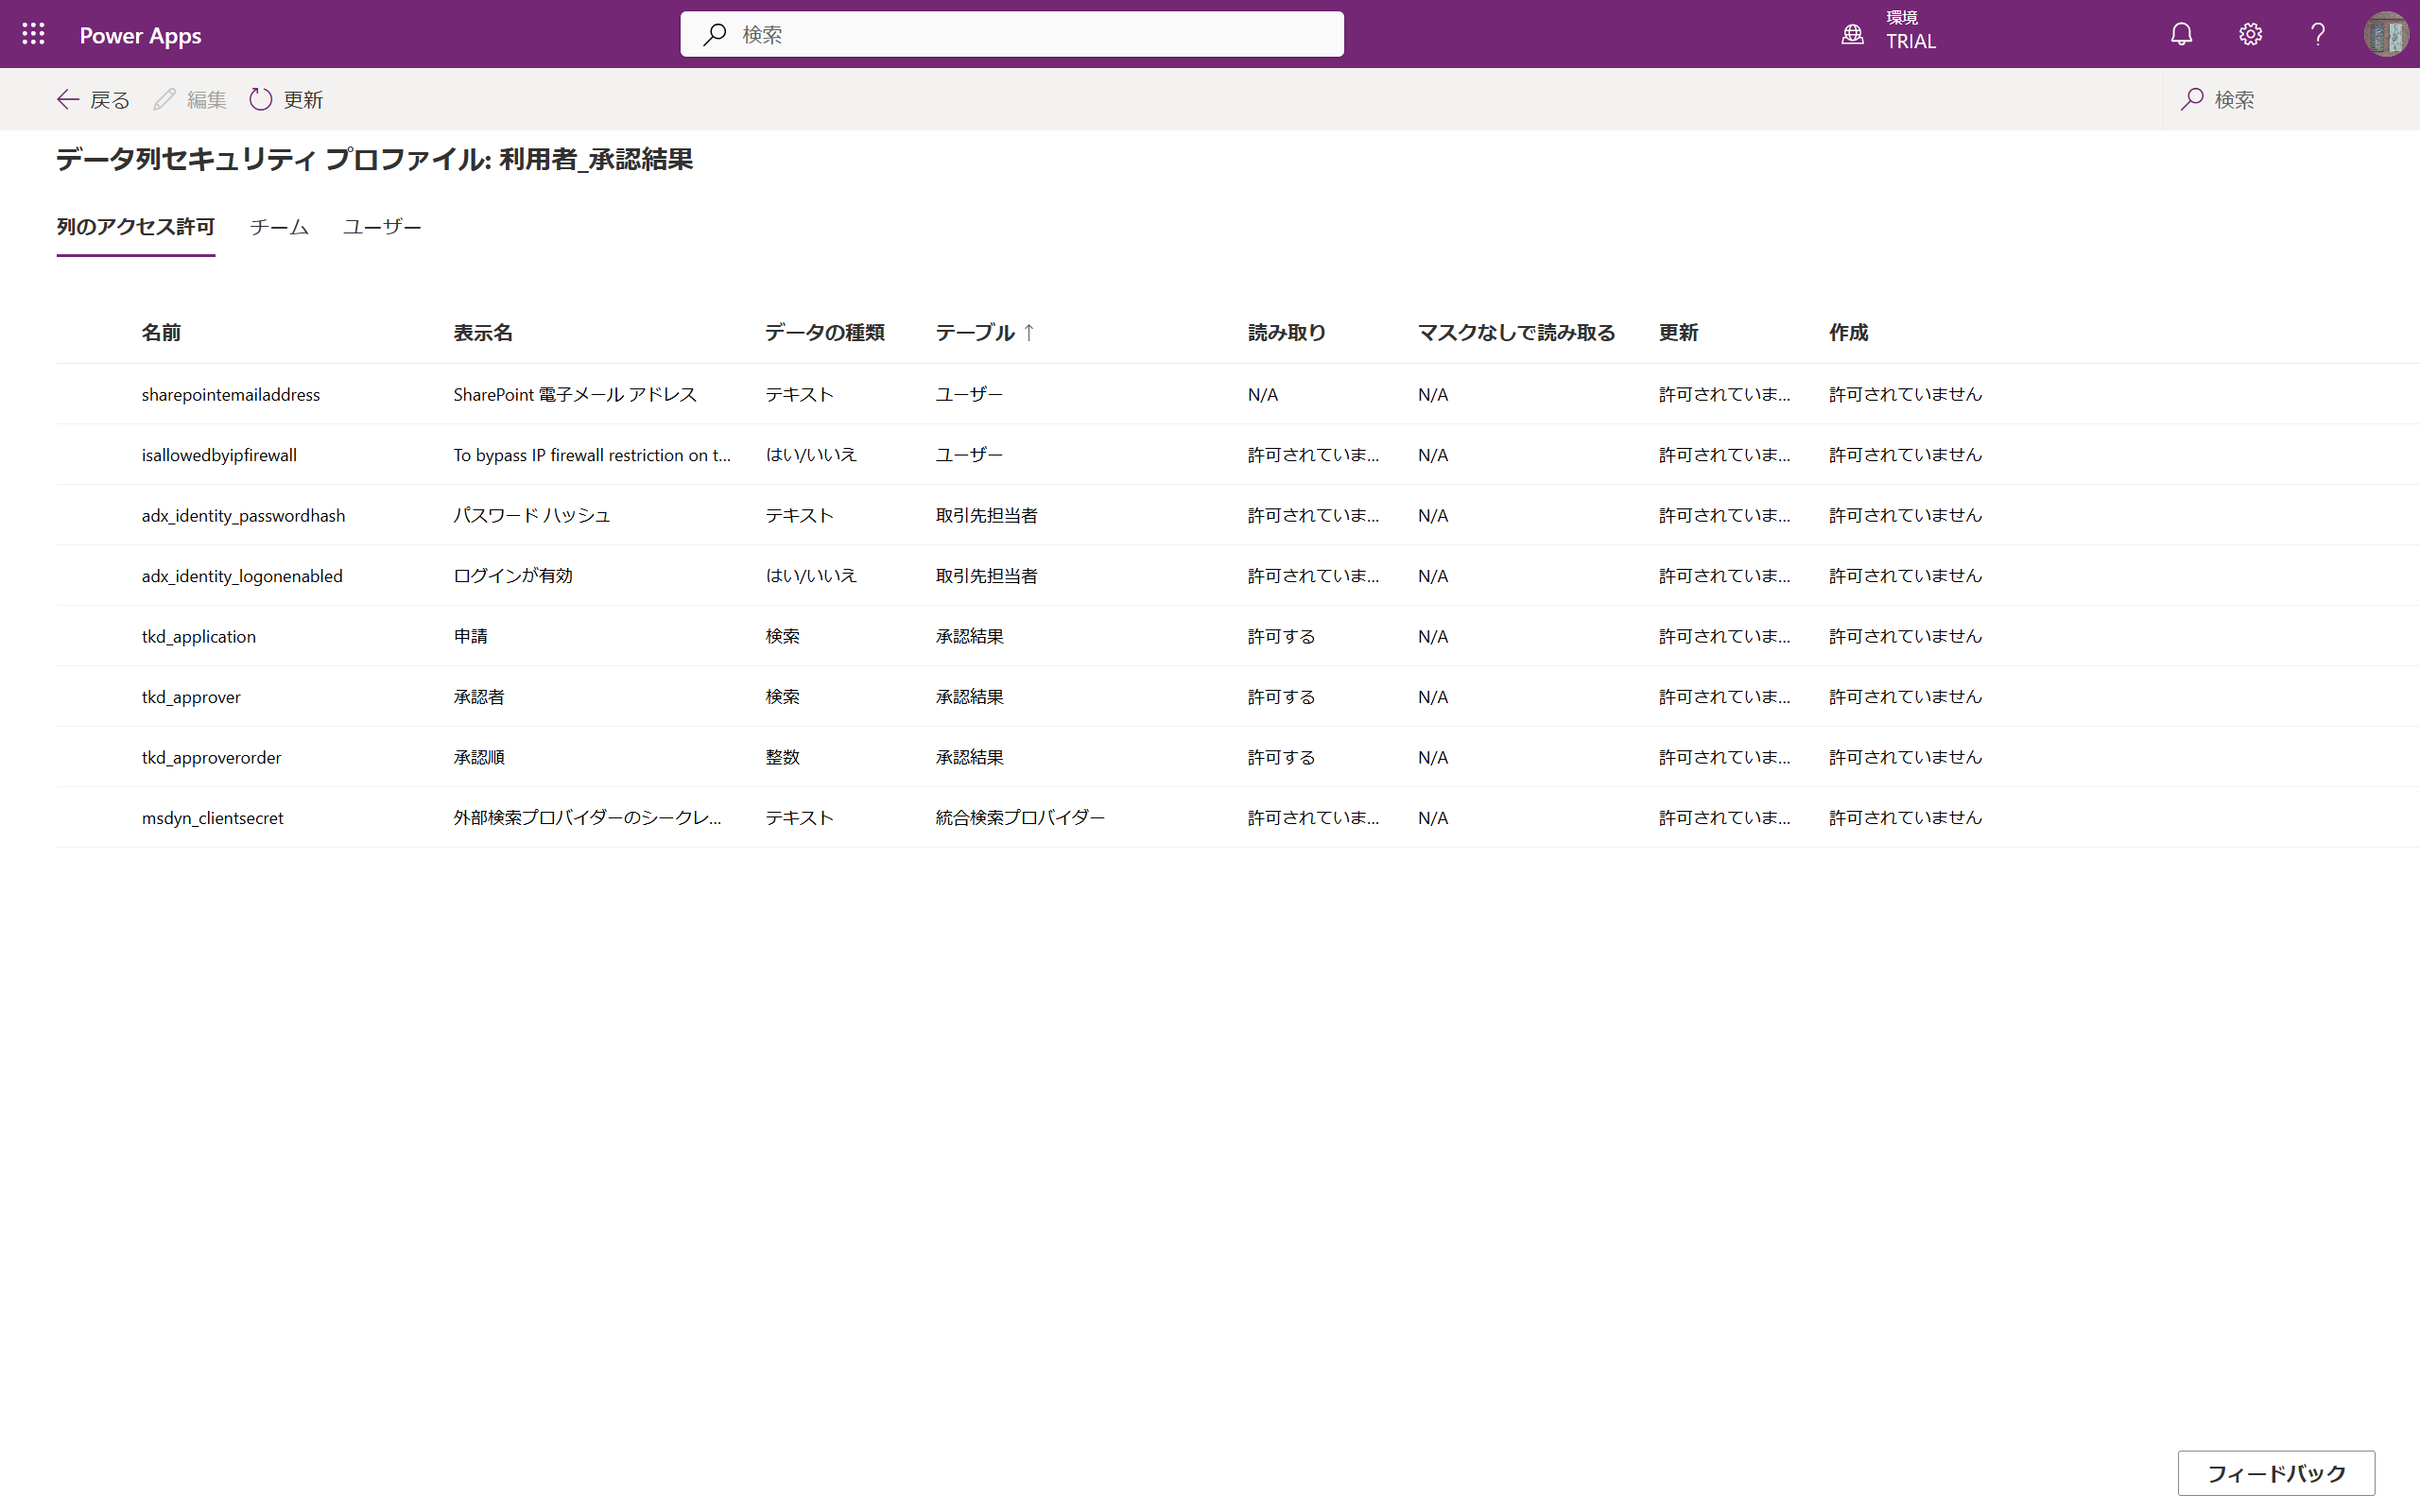 Power Apps
検索
環境
TRIAL
戻る 編集 更新
検索
データ列セキュリティ プロファイル: 利用者_承認結果
列のアクセス許可 チーム ユーザー
名前 表示名 データの種類 テーブル ↑ 読み取り マスクなしで読み取る 更新 作成
sharepointemailaddress SharePoint 電子メール アドレス テキスト ユーザー N/A N/A 許可されていま... 許可されていません
isallowedbyipfirewall To bypass IP firewall restriction on t... はい/いいえ ユーザー 許可されていま... N/A 許可されていま... 許可されていません
adx_identity_passwordhash パスワード ハッシュ テキスト 取引先担当者 許可されていま... N/A 許可されていま... 許可されていません
adx_identity_logonenabled ログインが有効 はい/いいえ 取引先担当者 許可されていま... N/A 許可されていま... 許可されていません
tkd_application 申請 検索 承認結果 許可する N/A 許可されていま... 許可されていません
tkd_approver 承認者 検索 承認結果 許可する N/A 許可されていま... 許可されていません
tkd_approverorder 承認順 整数 承認結果 許可する N/A 許可されていま... 許可されていません
msdyn_clientsecret 外部検索プロバイダーのシークレ... テキスト 統合検索プロバイダー 許可されていま... N/A 許可されていま... 許可されていません
フィードバック